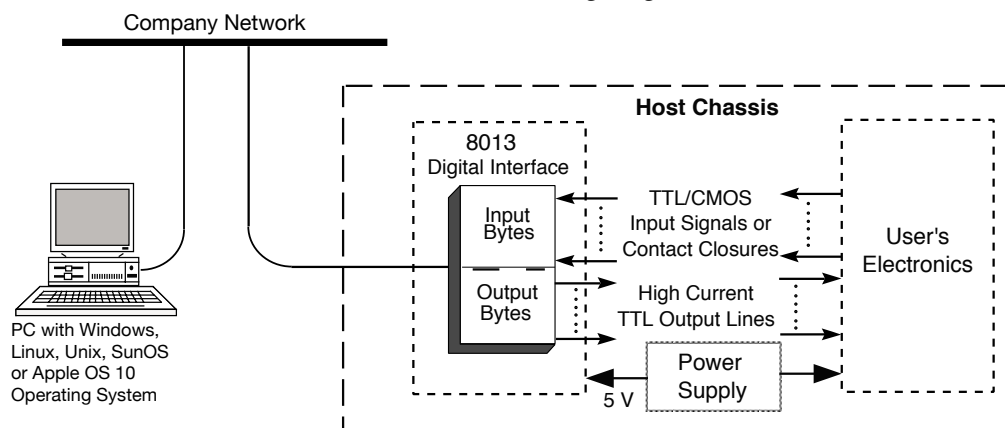 Company Network
Host Chassis
8013
Digital Interface
Input
Bytes
Output
Bytes
TTL/CMOS
Input Signals or
Contact Closures
High Current
TTL Output Lines
User's
Electronics
Power
Supply
5 V
PC with Windows,
Linux, Unix, SunOS
or Apple OS 10
Operating System